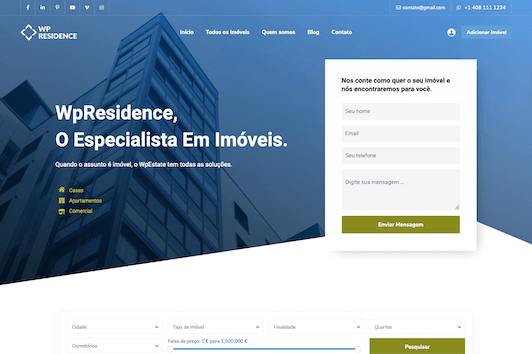 contato@gmail.com
+1 408 111 1234
WP
RESIDENCE
Início
Todos os Imóveis
Quem somos
Blog
Contato
Adicionar Imóvel
Nos conte como quer o seu imóvel e
nós encontraremos para você.
Seu nome
Email
Seu telefone
Digite sua mensagem ...
Enviar Mensagem
WpResidence,
O Especialista Em Imóveis.
Quando o assunto é imóvel, o WpEstate tem todas as soluções.
Casas
Apartamentos
Comercial
Cidade
Tipo de Imóvel
Finalidade
Quartos
Dormitórios
Faixa de preço: 0 € para 1,500,000 €
Pesquisar